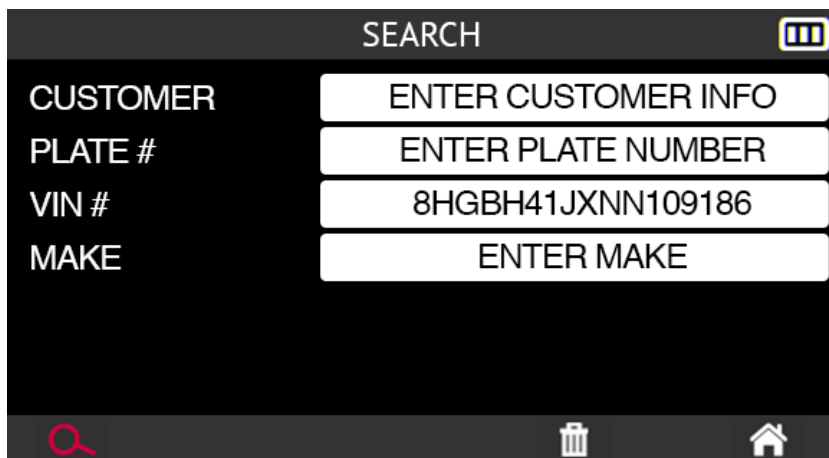 SEARCH
CUSTOMER ENTER CUSTOMER INFO
PLATE # ENTER PLATE NUMBER
VIN # 8HGBH41JXNN109186
MAKE ENTER MAKE